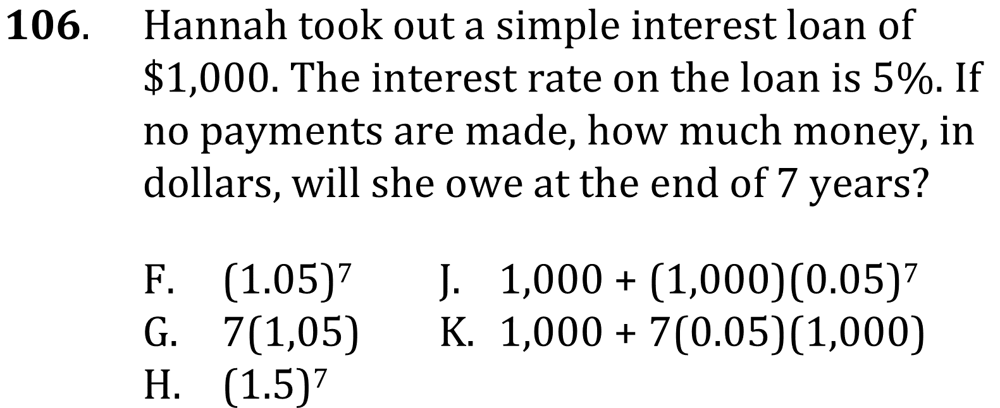 106. Hannah took out a simple interest loan of
$1,000. The interest rate on the loan is 5%. If
no payments are made, how much money, in
dollars, will she owe at the end of 7 years?
F. (1.05)⁷ J. 1,000 + (1,000)(0.05)⁷
G. 7(1,05) K. 1,000 + 7(0.05)(1,000)
H. (1.5)⁷